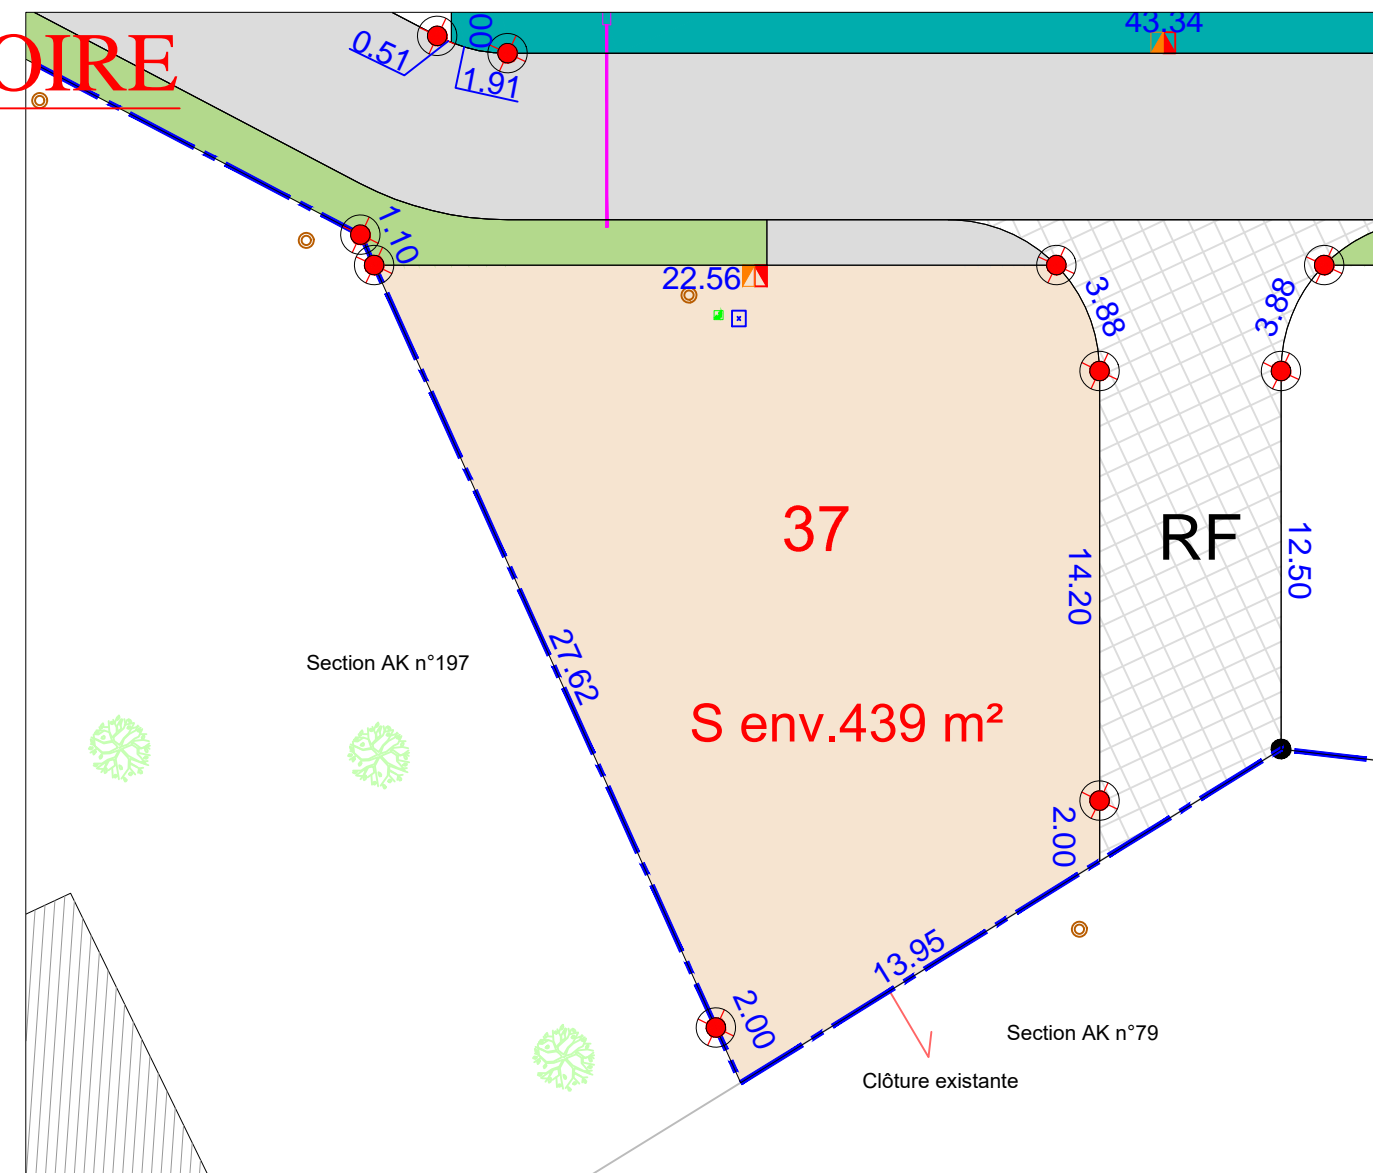 OIRE
0.51
00
1.91
43.34
1.10
22.56
3.88
3.88
37
RF
14.20
12.50
27.62
Section AK n°197
S env.439 m²
2.00
13.95
2.00
Section AK n°79
Clôture existante